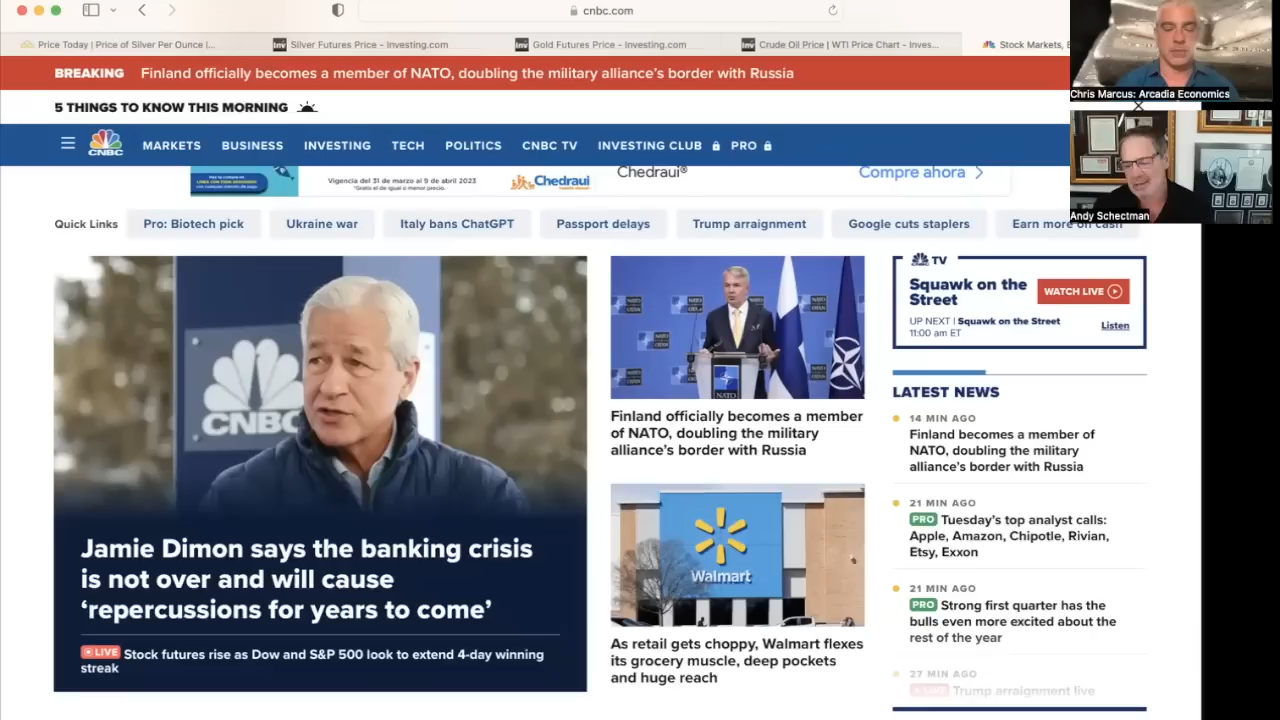 cnbc.com
Price Today | Price of Silver Per Ounce |...
Silver Futures Price - Investing.com
Gold Futures Price - Investing.com
Crude Oil Price | WTI Price Chart - Inves...
Stock Markets, B
BREAKING Finland officially becomes a member of NATO, doubling the military alliance's border with Russia
Chris Marcus: Arcadia Economics
5 THINGS TO KNOW THIS MORNING
CNBC
MARKETS BUSINESS INVESTING TECH POLITICS CNBC TV INVESTING CLUB PRO
Andy Schectman
Vigencia del 31 de marzo al 9 de abril 2023
Chedraui
Chedraui®
Compre ahora
Quick Links
Pro: Biotech pick
Ukraine war
Italy bans ChatGPT
Passport delays
Trump arraignment
Google cuts staplers
Earn more on cash
CNBC
Jamie Dimon says the banking crisis
is not over and will cause
‘repercussions for years to come’
LIVE Stock futures rise as Dow and S&P 500 look to extend 4-day winning
streak
NATO
Finland officially becomes a member
of NATO, doubling the military
alliance's border with Russia
Walmart
As retail gets choppy, Walmart flexes
its grocery muscle, deep pockets
and huge reach
TV
Squawk on the
Street
WATCH LIVE
UP NEXT | Squawk on the Street
11:00 am ET
Listen
LATEST NEWS
14 MIN AGO
Finland becomes a member of
NATO, doubling the military
alliance's border with Russia
21 MIN AGO
PRO Tuesday's top analyst calls:
Apple, Amazon, Chipotle, Rivian,
Etsy, Exxon
21 MIN AGO
PRO Strong first quarter has the
bulls even more excited about the
rest of the year
27 MIN AGO
Trump arraignment live